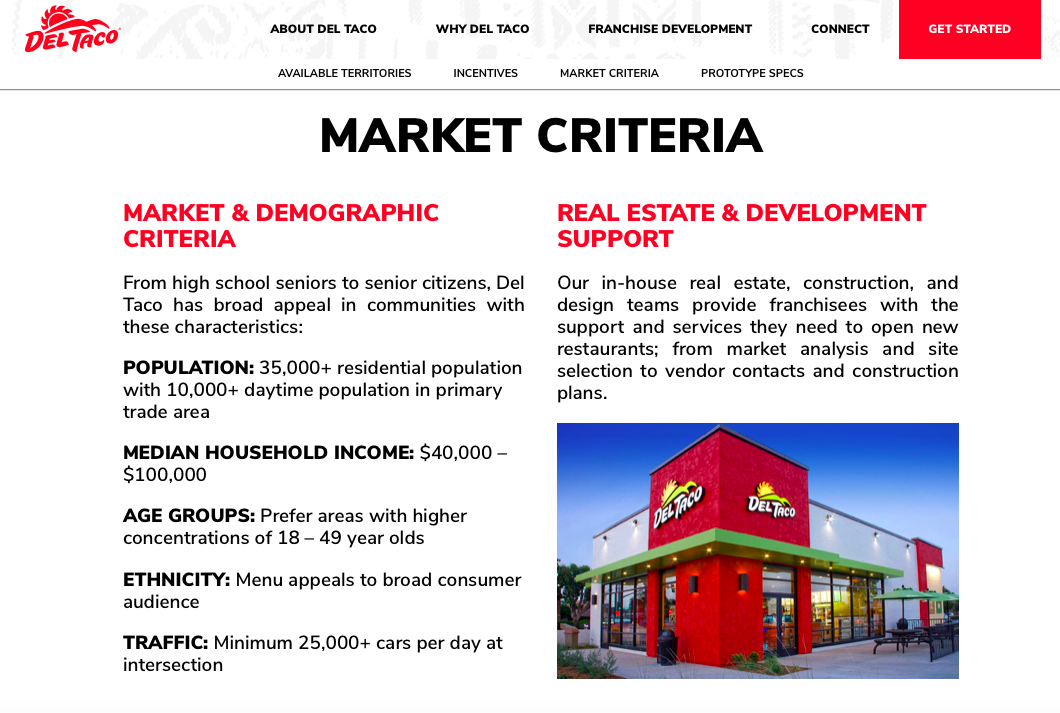 DEL TACO
ABOUT DEL TACO
WHY DEL TACO
FRANCHISE DEVELOPMENT
CONNECT
GET STARTED
AVAILABLE TERRITORIES
INCENTIVES
MARKET CRITERIA
PROTOTYPE SPECS
MARKET CRITERIA
MARKET & DEMOGRAPHIC
CRITERIA
From high school seniors to senior citizens, Del
Taco has broad appeal in communities with
these characteristics:
POPULATION: 35,000+ residential population
with 10,000+ daytime population in primary
trade area
MEDIAN HOUSEHOLD INCOME: $40,000 –
$100,000
AGE GROUPS: Prefer areas with higher
concentrations of 18 – 49 year olds
ETHNICITY: Menu appeals to broad consumer
audience
TRAFFIC: Minimum 25,000+ cars per day at
intersection
REAL ESTATE & DEVELOPMENT
SUPPORT
Our in-house real estate, construction, and
design teams provide franchisees with the
support and services they need to open new
restaurants; from market analysis and site
selection to vendor contacts and construction
plans.
DEL TACO
DEL TACO